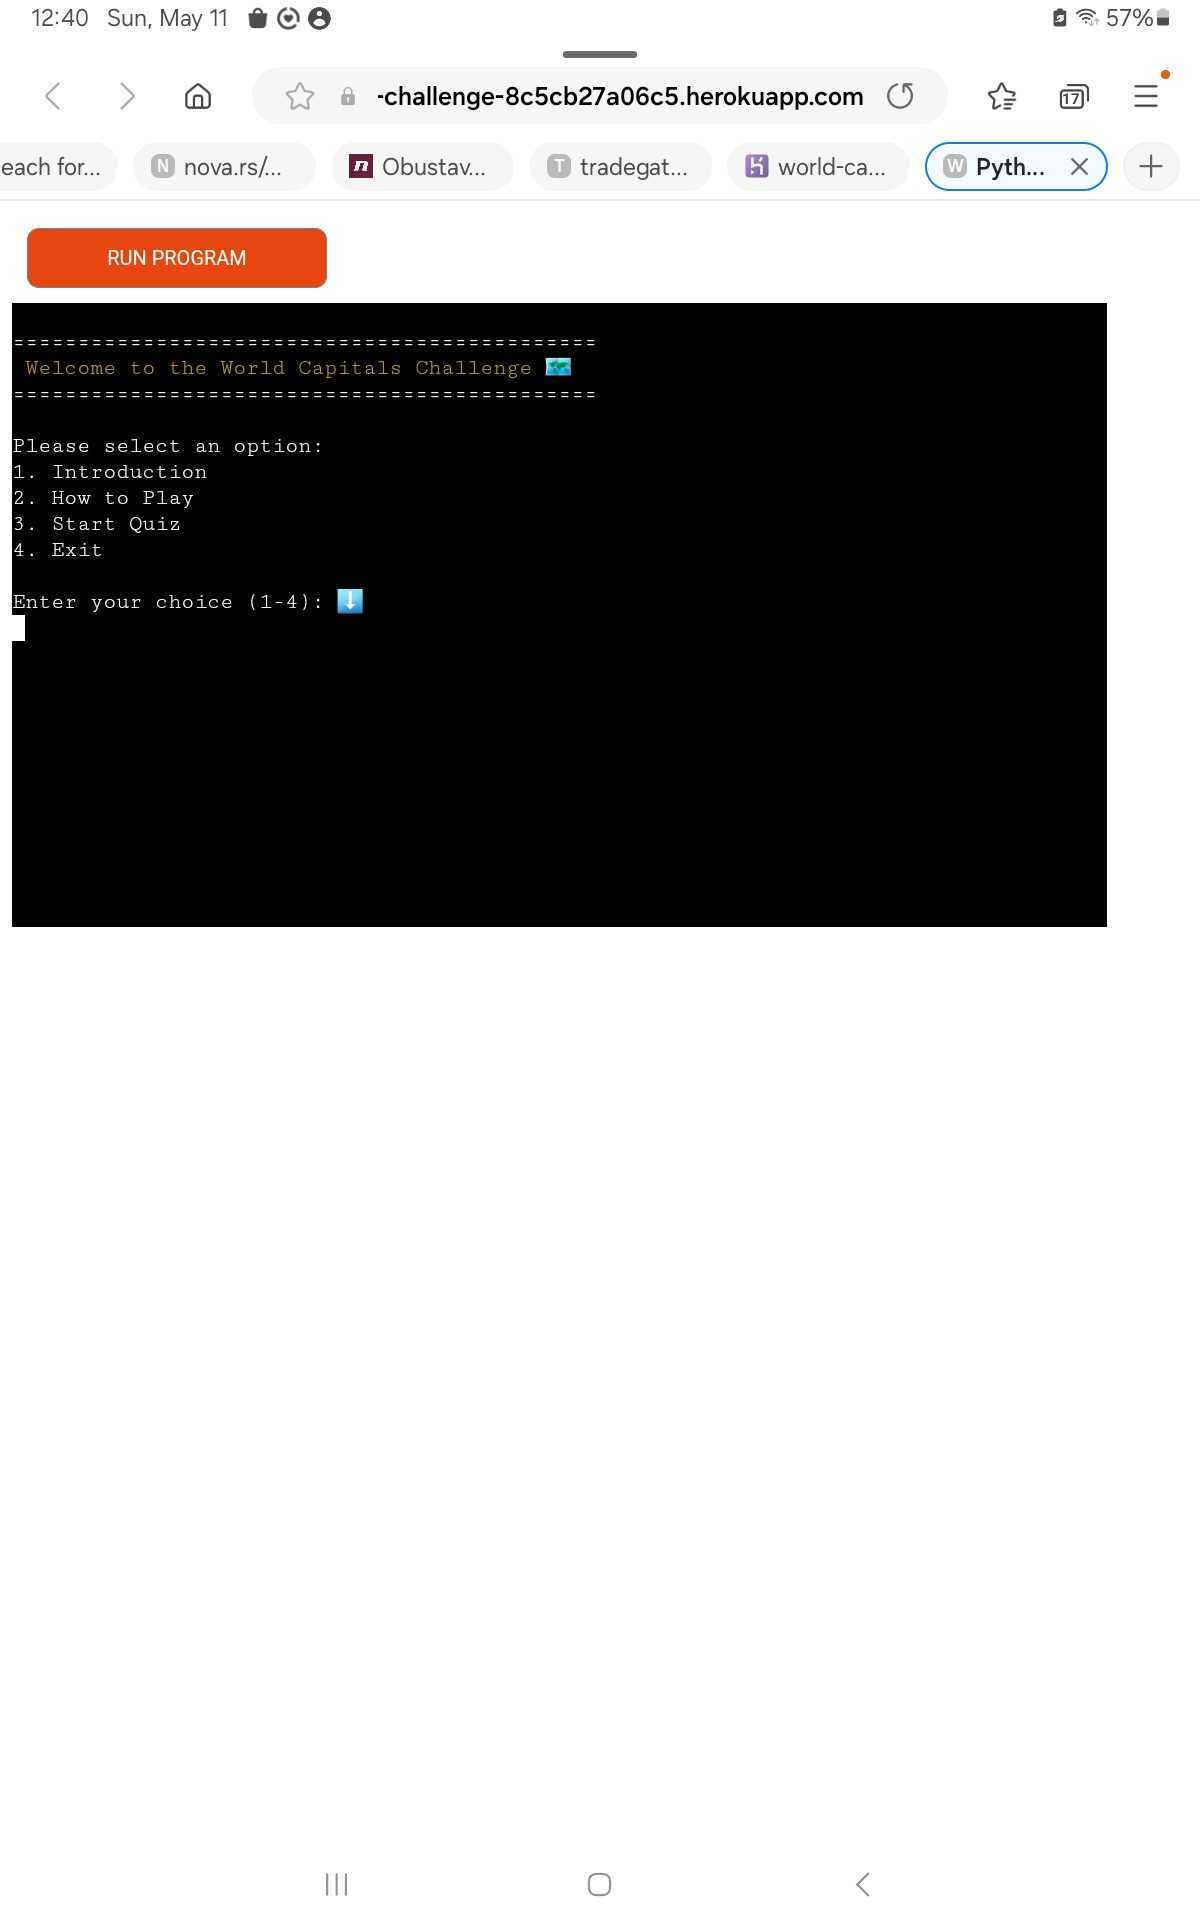 12:40 Sun, May 11 57%
-challenge-8c5cb27a06c5.herokuapp.com 17
each for... N nova.rs/... n Obustav... T tradegat... world-ca... W Pyth...
RUN PROGRAM
=============================================
Welcome to the World Capitals Challenge 🗺️
=============================================
Please select an option:
1. Introduction
2. How to Play
3. Start Quiz
4. Exit
Enter your choice (1-4): ⬇️